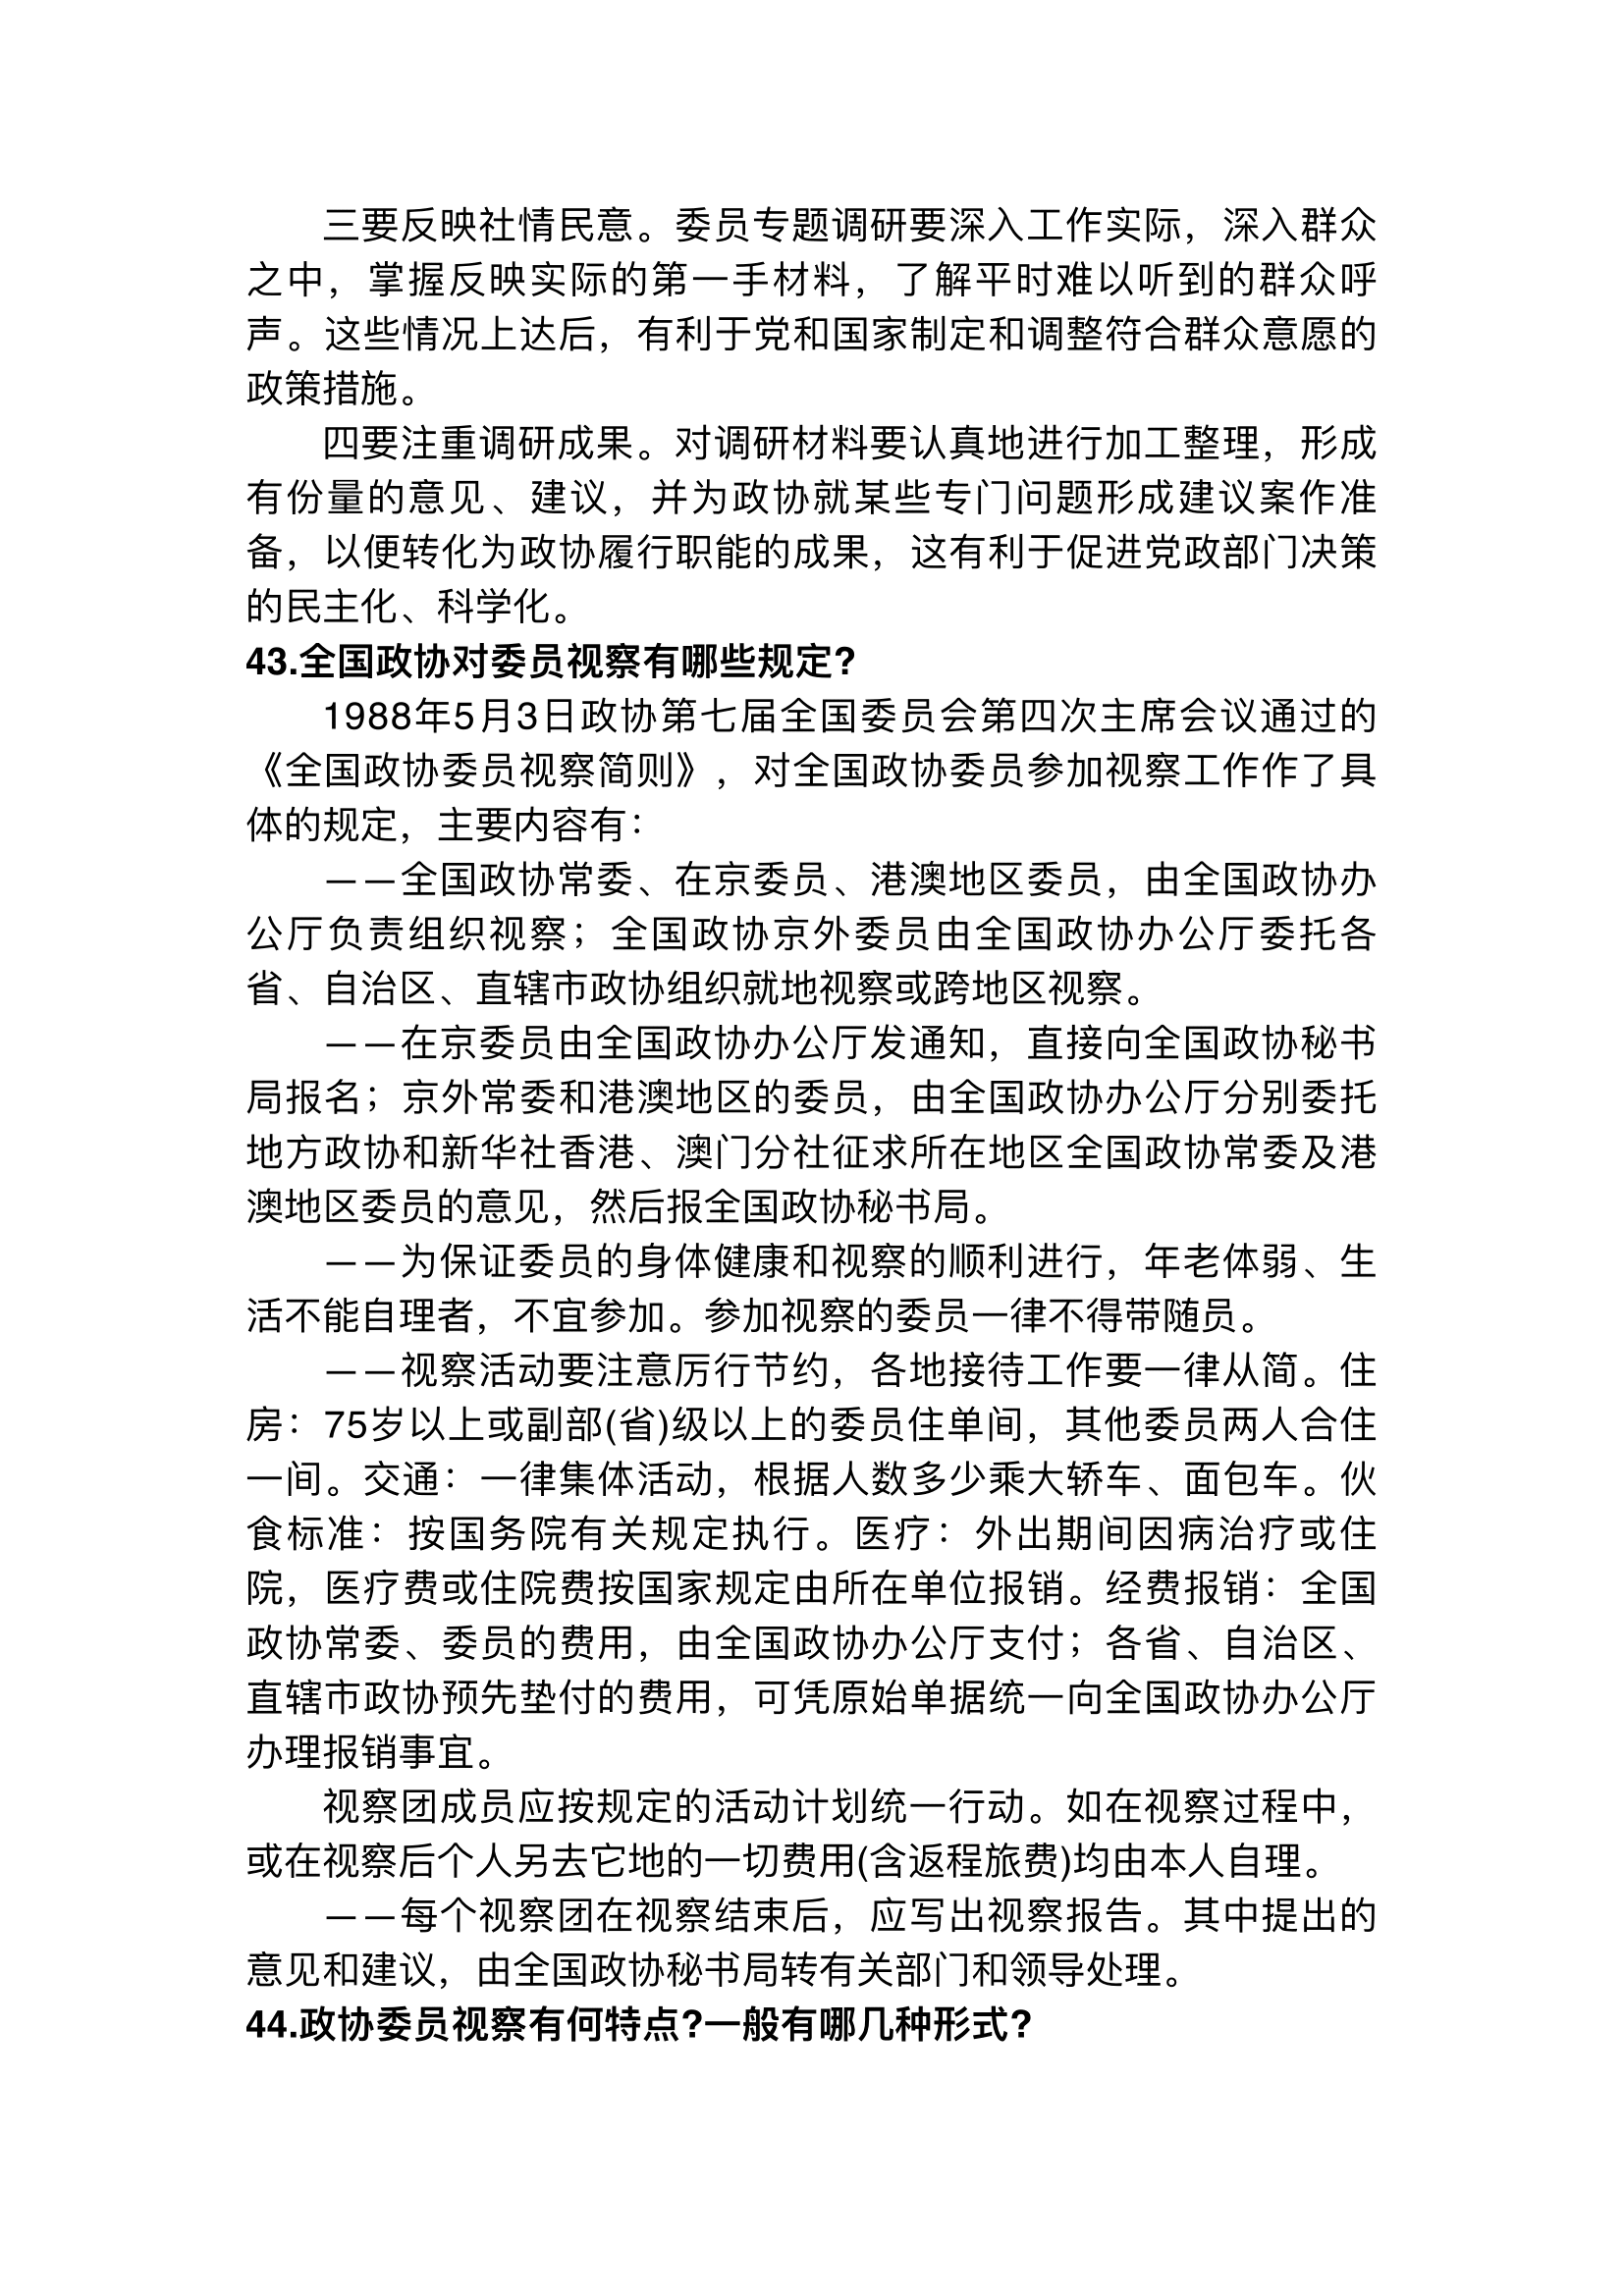 三要反映社情民意。委员专题调研要深入工作实际，深入群众
之中，掌握反映实际的第一手材料，了解平时难以听到的群众呼
声。这些情况上达后，有利于党和国家制定和调整符合群众意愿的
政策措施。
四要注重调研成果。对调研材料要认真地进行加工整理，形成
有份量的意见、建议，并为政协就某些专门问题形成建议案作准
备，以便转化为政协履行职能的成果，这有利于促进党政部门决策
的民主化、科学化。
43.全国政协对委员视察有哪些规定?
1988年5月3日政协第七届全国委员会第四次主席会议通过的
《全国政协委员视察简则》，对全国政协委员参加视察工作作了具
体的规定，主要内容有：
——全国政协常委、在京委员、港澳地区委员，由全国政协办
公厅负责组织视察；全国政协京外委员由全国政协办公厅委托各
省、自治区、直辖市政协组织就地视察或跨地区视察。
——在京委员由全国政协办公厅发通知，直接向全国政协秘书
局报名；京外常委和港澳地区的委员，由全国政协办公厅分别委托
地方政协和新华社香港、澳门分社征求所在地区全国政协常委及港
澳地区委员的意见，然后报全国政协秘书局。
——为保证委员的身体健康和视察的顺利进行，年老体弱、生
活不能自理者，不宜参加。参加视察的委员一律不得带随员。
——视察活动要注意厉行节约，各地接待工作要一律从简。住
房：75岁以上或副部(省)级以上的委员住单间，其他委员两人合住
一间。交通：一律集体活动，根据人数多少乘大轿车、面包车。伙
食标准：按国务院有关规定执行。医疗：外出期间因病治疗或住
院，医疗费或住院费按国家规定由所在单位报销。经费报销：全国
政协常委、委员的费用，由全国政协办公厅支付；各省、自治区、
直辖市政协预先垫付的费用，可凭原始单据统一向全国政协办公厅
办理报销事宜。
视察团成员应按规定的活动计划统一行动。如在视察过程中，
或在视察后个人另去它地的一切费用(含返程旅费)均由本人自理。
——每个视察团在视察结束后，应写出视察报告。其中提出的
意见和建议，由全国政协秘书局转有关部门和领导处理。
44.政协委员视察有何特点?一般有哪几种形式?